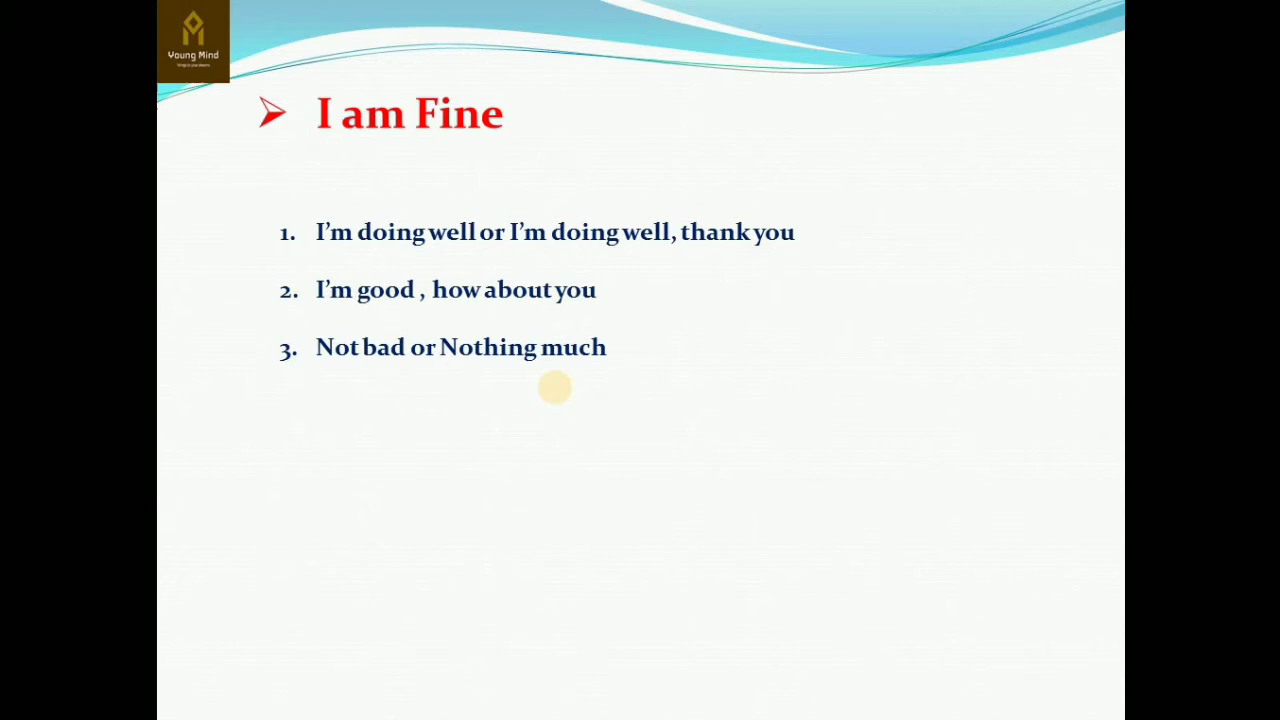 Young Mind
I am Fine
1. I'm doing well or I'm doing well, thank you
2. I'm good , how about you
3. Not bad or Nothing much